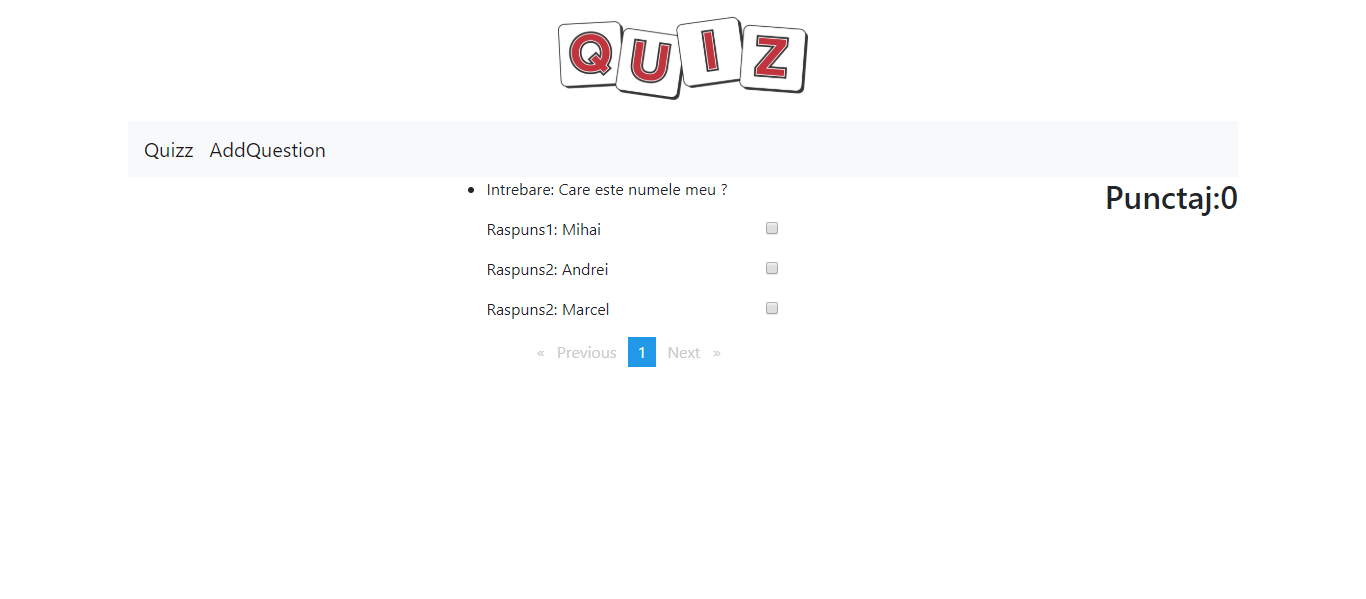 QUIZ
Quizz AddQuestion
Intrebare: Care este numele meu ?
Punctaj:0
Raspuns1: Mihai
Raspuns2: Andrei
Raspuns2: Marcel
« Previous 1 Next »